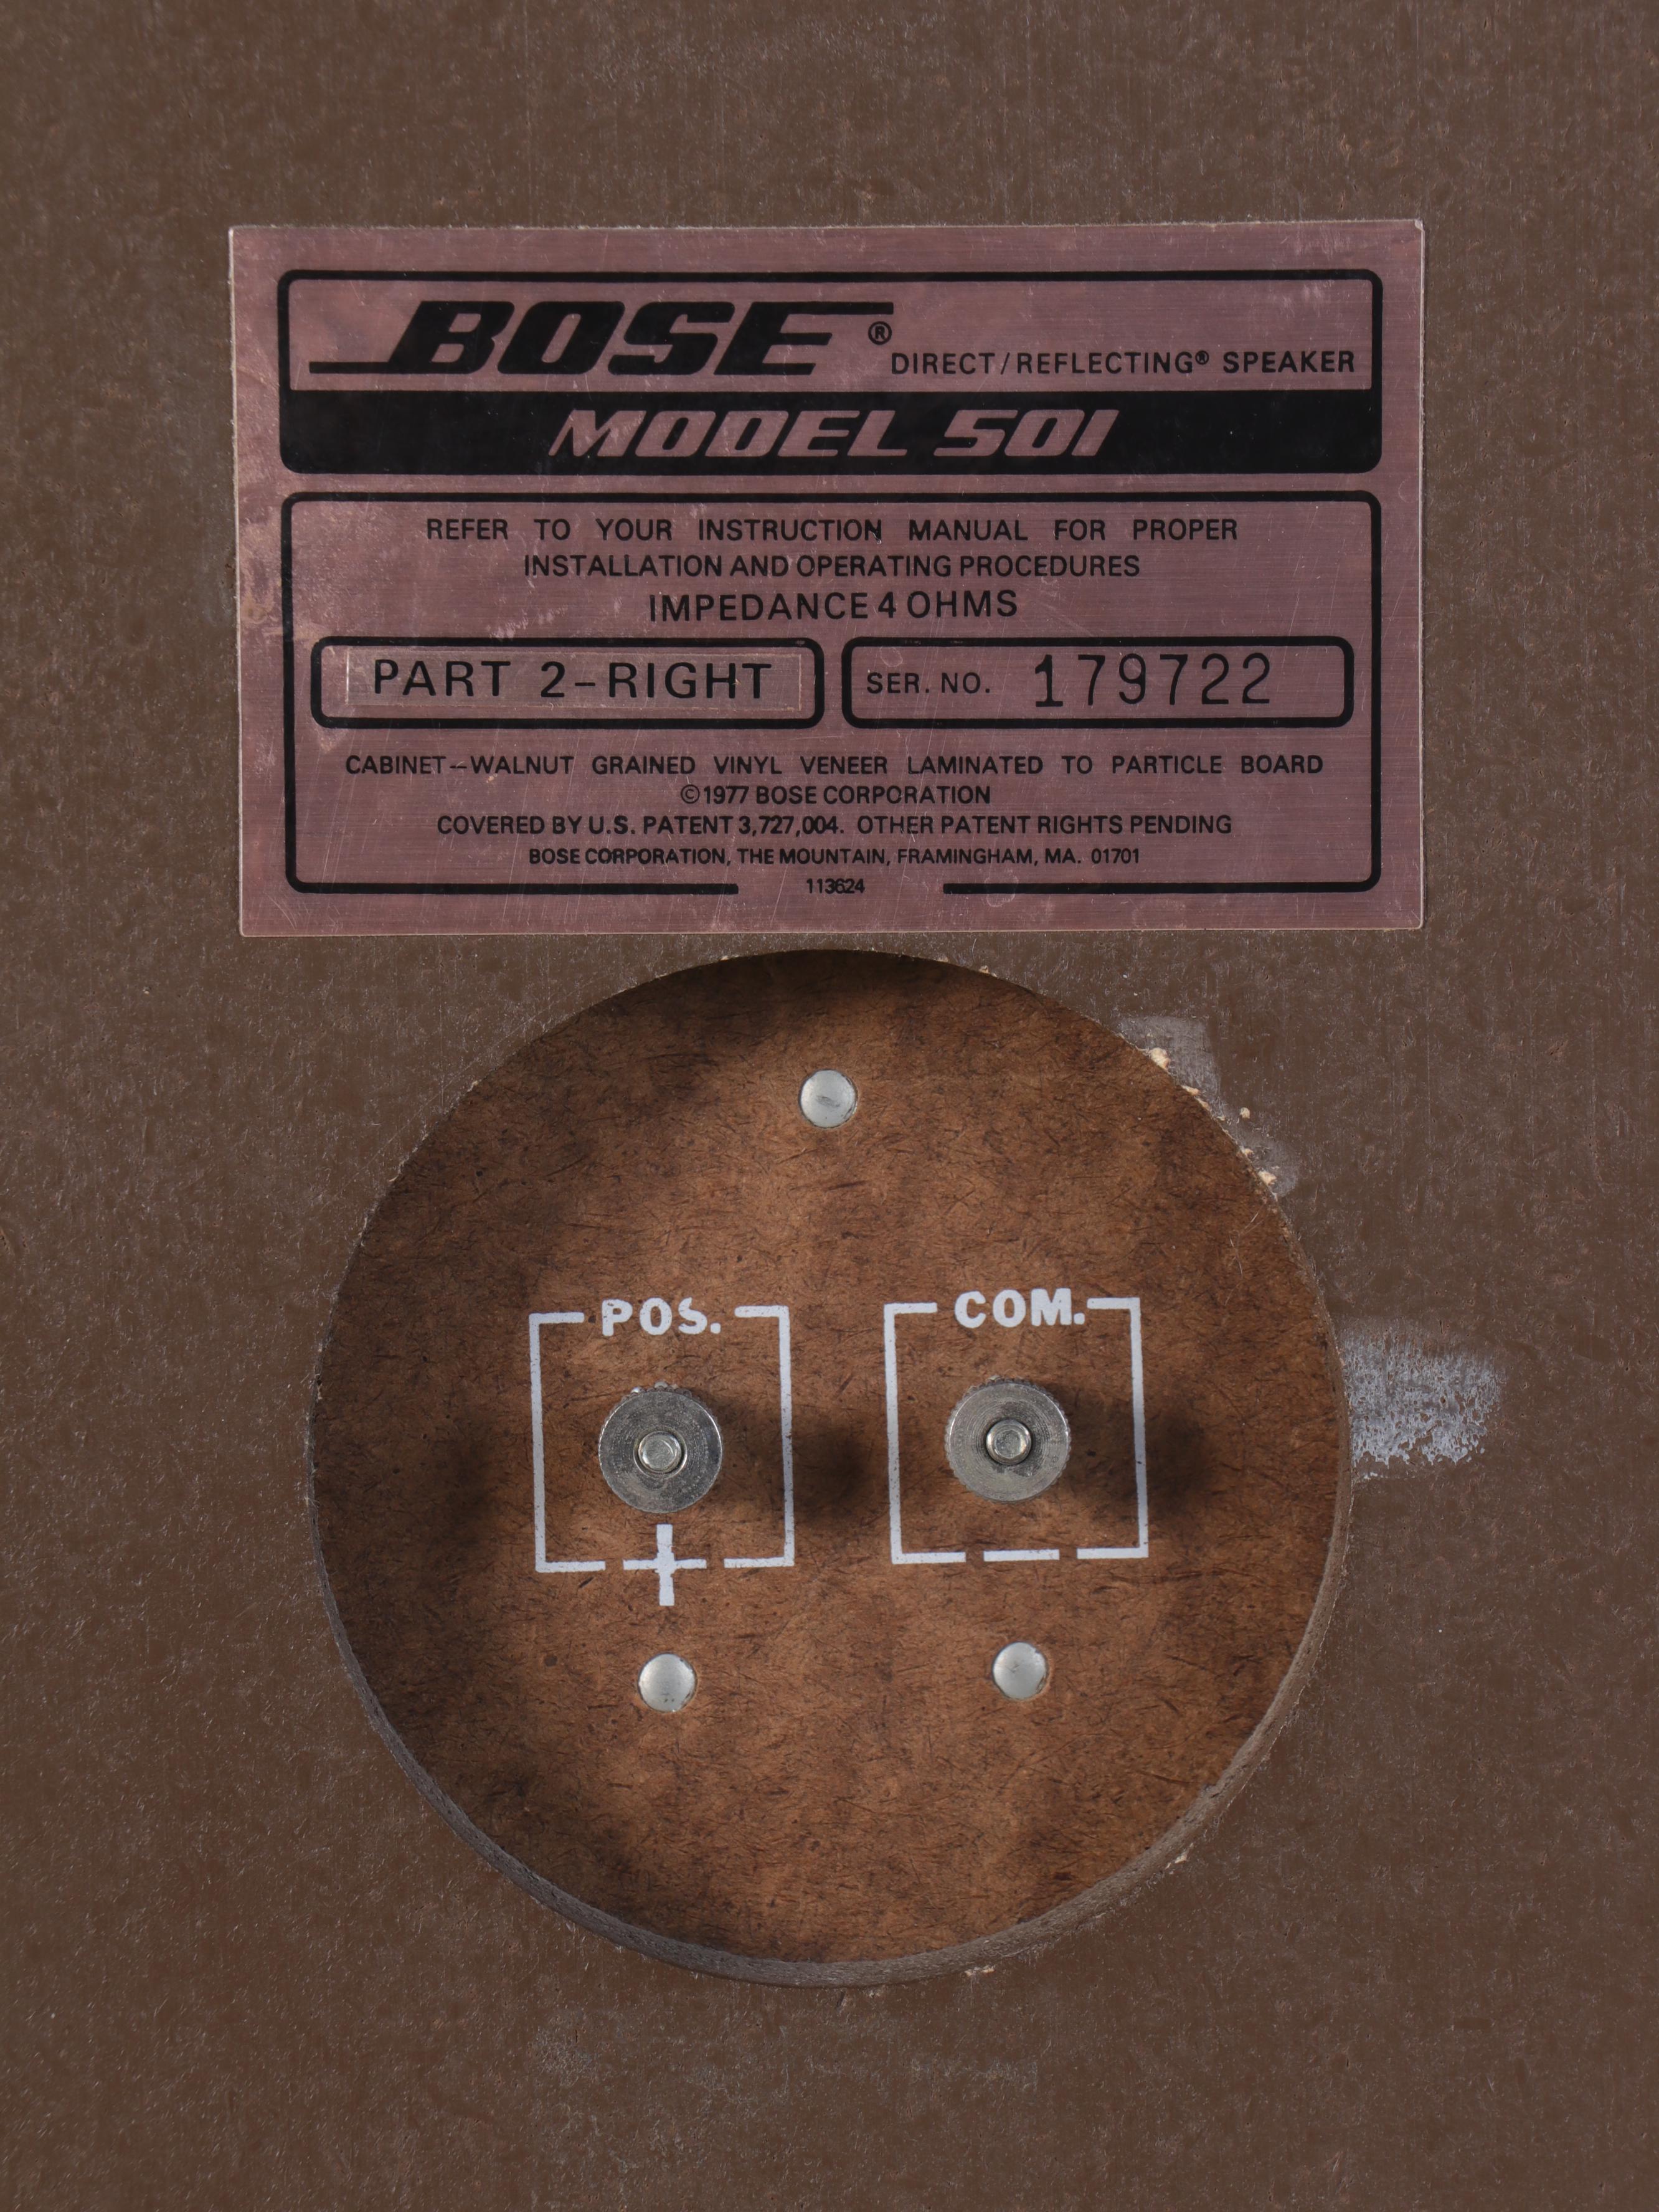 BOSE® DIRECT/REFLECTING® SPEAKER
MODEL 501
REFER TO YOUR INSTRUCTION MANUAL FOR PROPER
INSTALLATION AND OPERATING PROCEDURES
IMPEDANCE 4 OHMS
PART 2-RIGHT SER. NO. 179722
CABINET-WALNUT GRAINED VINYL VENEER LAMINATED TO PARTICLE BOARD
©1977 BOSE CORPORATION
COVERED BY U.S. PATENT 3,727,004. OTHER PATENT RIGHTS PENDING
BOSE CORPORATION, THE MOUNTAIN, FRAMINGHAM, MA. 01701
113624
POS. COM.
+ −